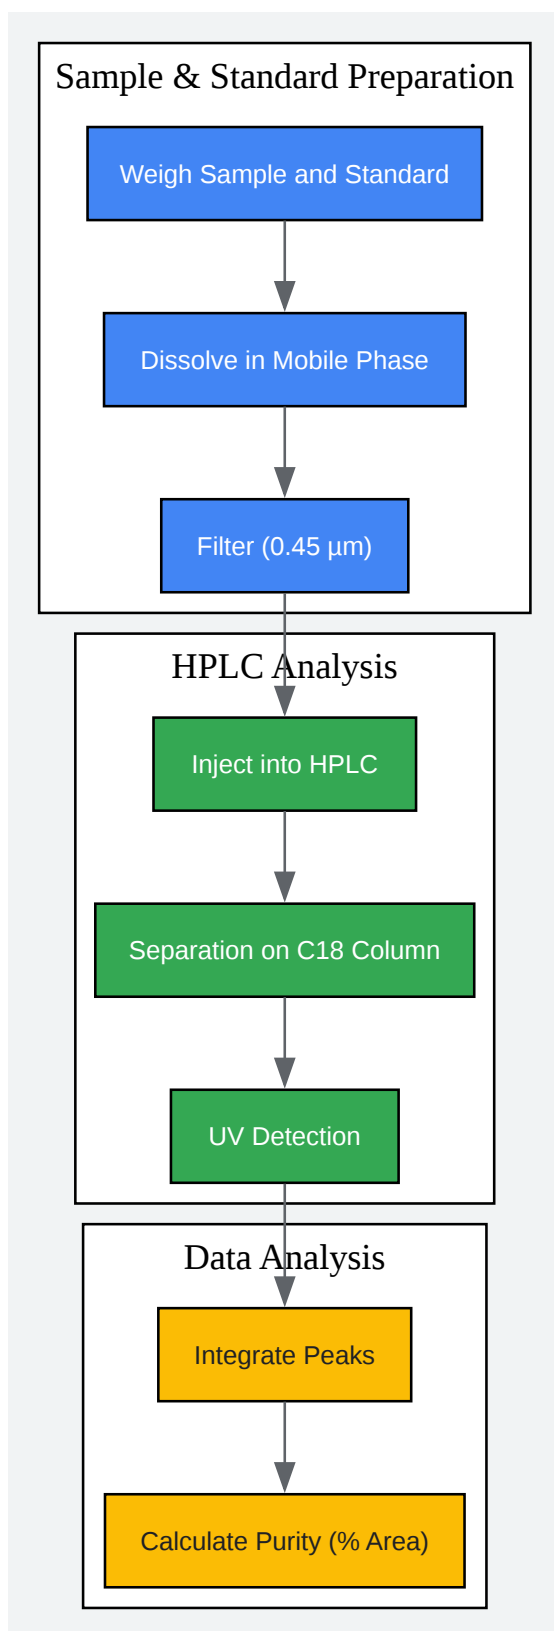 Sample & Standard Preparation
Weigh Sample and Standard
Dissolve in Mobile Phase
Filter (0.45 µm)
HPLC Analysis
Inject into HPLC
Separation on C18 Column
UV Detection
Data Analysis
Integrate Peaks
Calculate Purity (% Area)